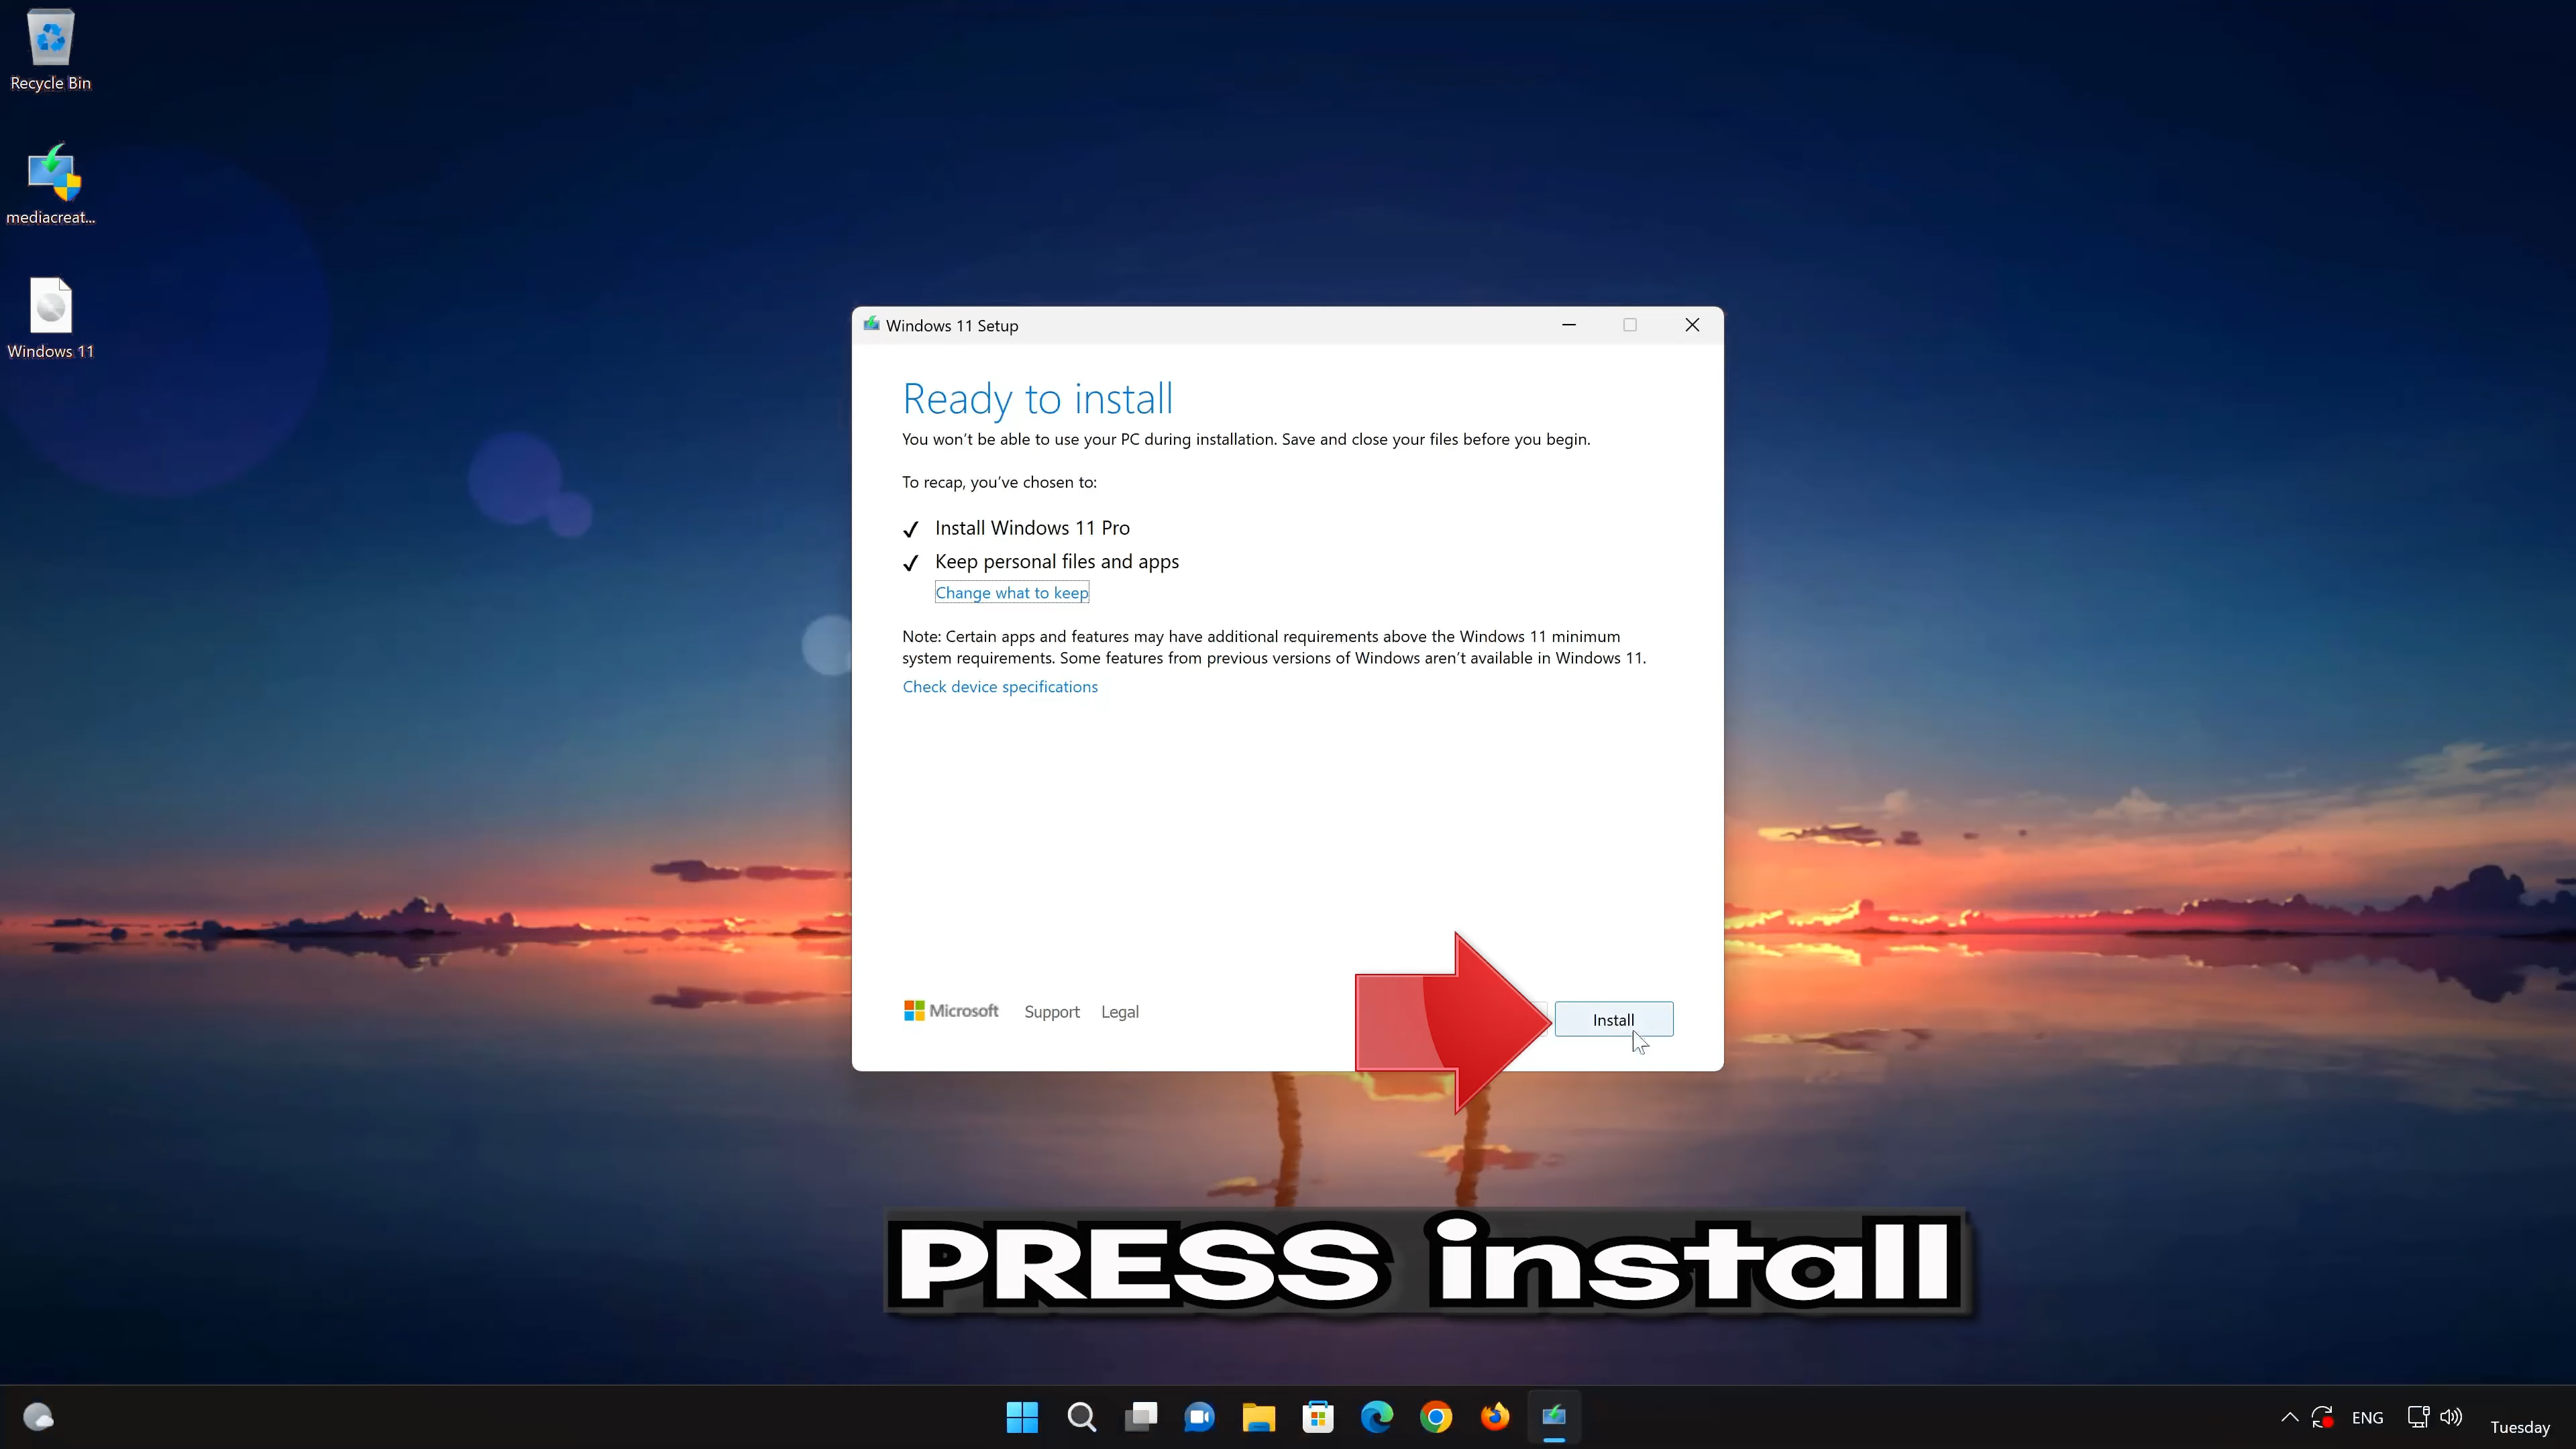 Recycle Bin
mediacreat...
Windows 11
Windows 11 Setup
Ready to install
You won't be able to use your PC during installation. Save and close your files before you begin.
To recap, you've chosen to:
Install Windows 11 Pro
Keep personal files and apps
Change what to keep
Note: Certain apps and features may have additional requirements above the Windows 11 minimum
system requirements. Some features from previous versions of Windows aren't available in Windows 11.
Check device specifications
Microsoft Support Legal
Install
PRESS install
ENG
Tuesday